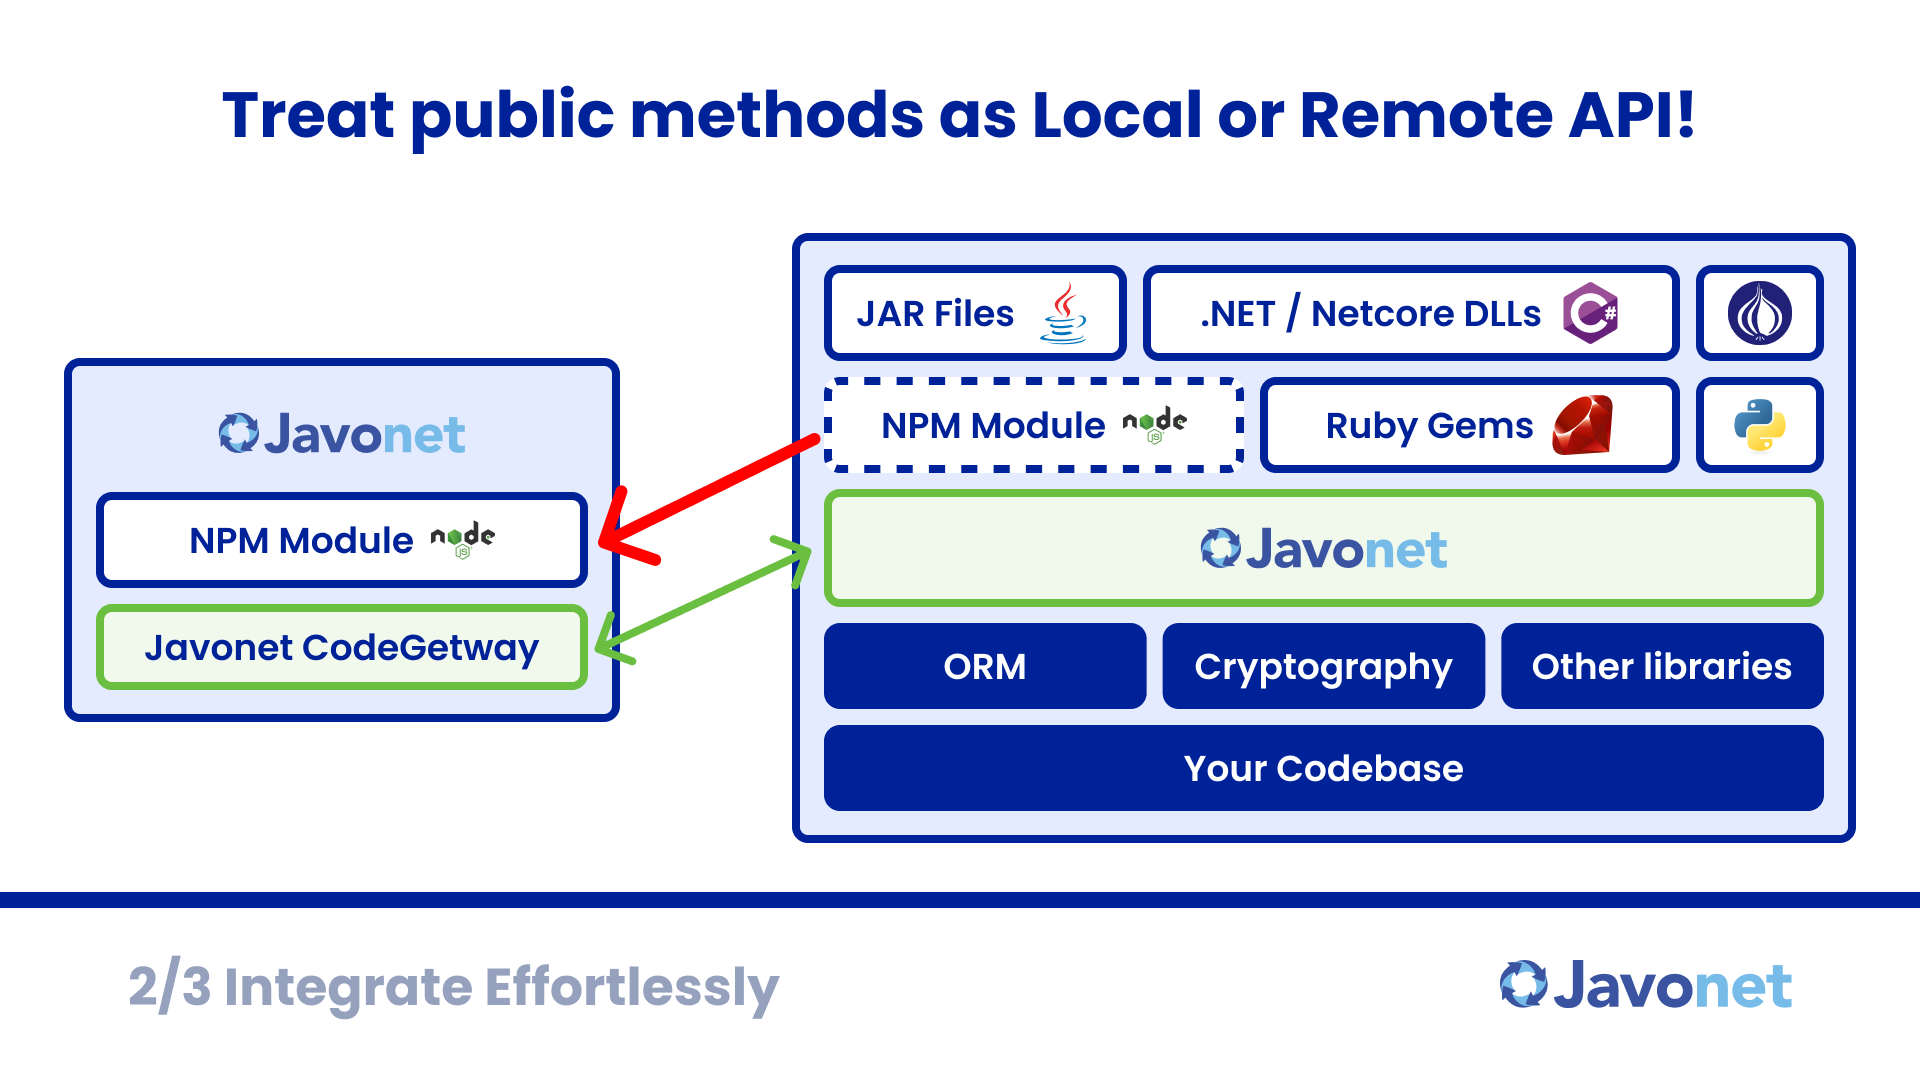 Treat public methods as Local or Remote API!
Javonet
NPM Module node JS
Javonet CodeGetway
JAR Files
.NET / Netcore DLLs C#
NPM Module node JS
Ruby Gems
Javonet
ORM
Cryptography
Other libraries
Your Codebase
2/3 Integrate Effortlessly
Javonet